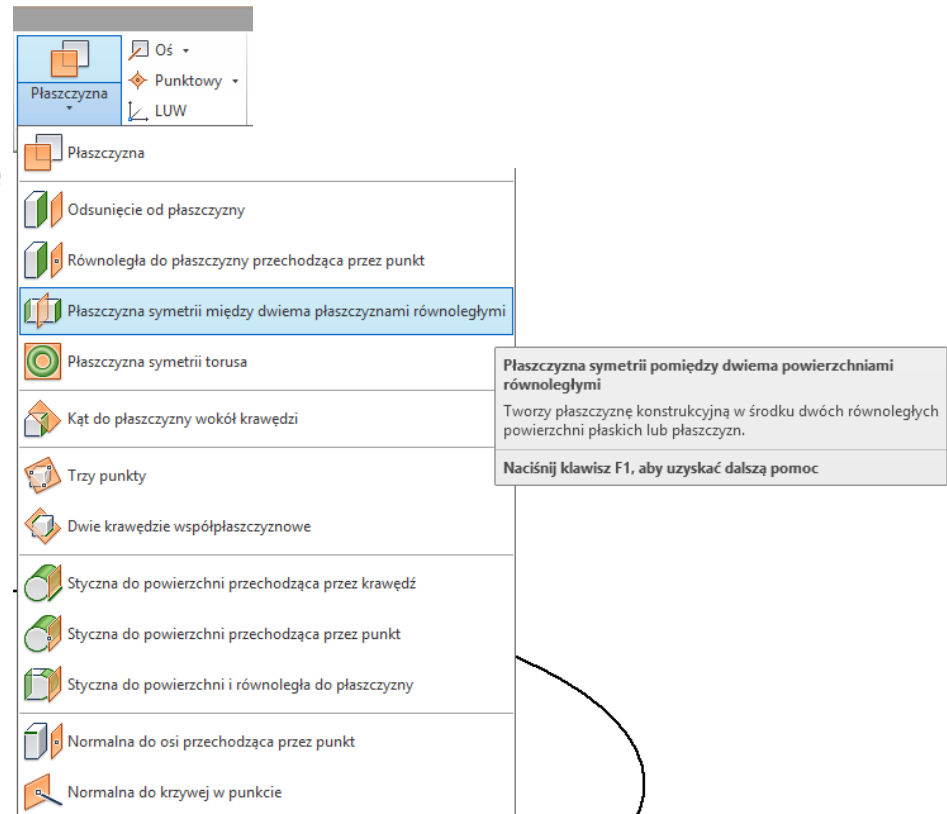 Oś
Płaszczyzna
Punktowy
LUW
Płaszczyzna
Odsunięcie od płaszczyzny
Równoległa do płaszczyzny przechodząca przez punkt
Płaszczyzna symetrii między dwiema płaszczyznami równoległymi
Płaszczyzna symetrii torusa
Płaszczyzna symetrii pomiędzy dwiema powierzchniami
równoległymi
Tworzy płaszczyznę konstrukcyjną w środku dwóch równoległych
powierzchni płaskich lub płaszczyzn.
Naciśnij klawisz F1, aby uzyskać dalszą pomoc
Kąt do płaszczyzny wokół krawędzi
Trzy punkty
Dwie krawędzie współpłaszczyznowe
Styczna do powierzchni przechodząca przez krawędź
Styczna do powierzchni przechodząca przez punkt
Styczna do powierzchni i równoległa do płaszczyzny
Normalna do osi przechodząca przez punkt
Normalna do krzywej w punkcie